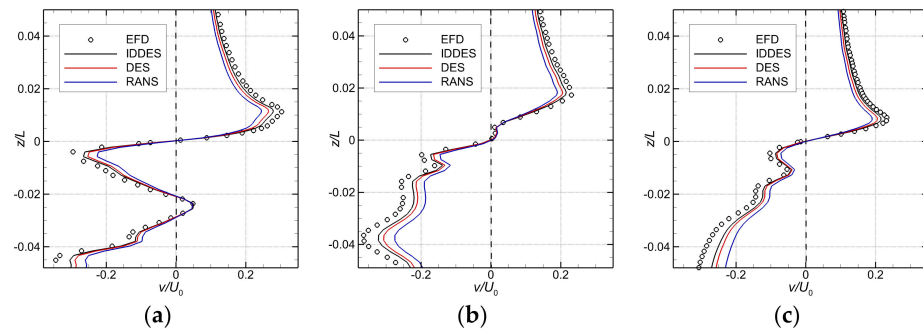 0.04
0.02
0
-0.02
-0.04
z/L
EFD
IDDES
DES
RANS
-0.2
0
0.2
v/U0
(a)
0.04
0.02
0
-0.02
-0.04
z/L
EFD
IDDES
DES
RANS
-0.2
0
0.2
v/U0
(b)
0.04
0.02
0
-0.02
-0.04
z/L
EFD
IDDES
DES
RANS
-0.2
0
0.2
v/U0
(c)